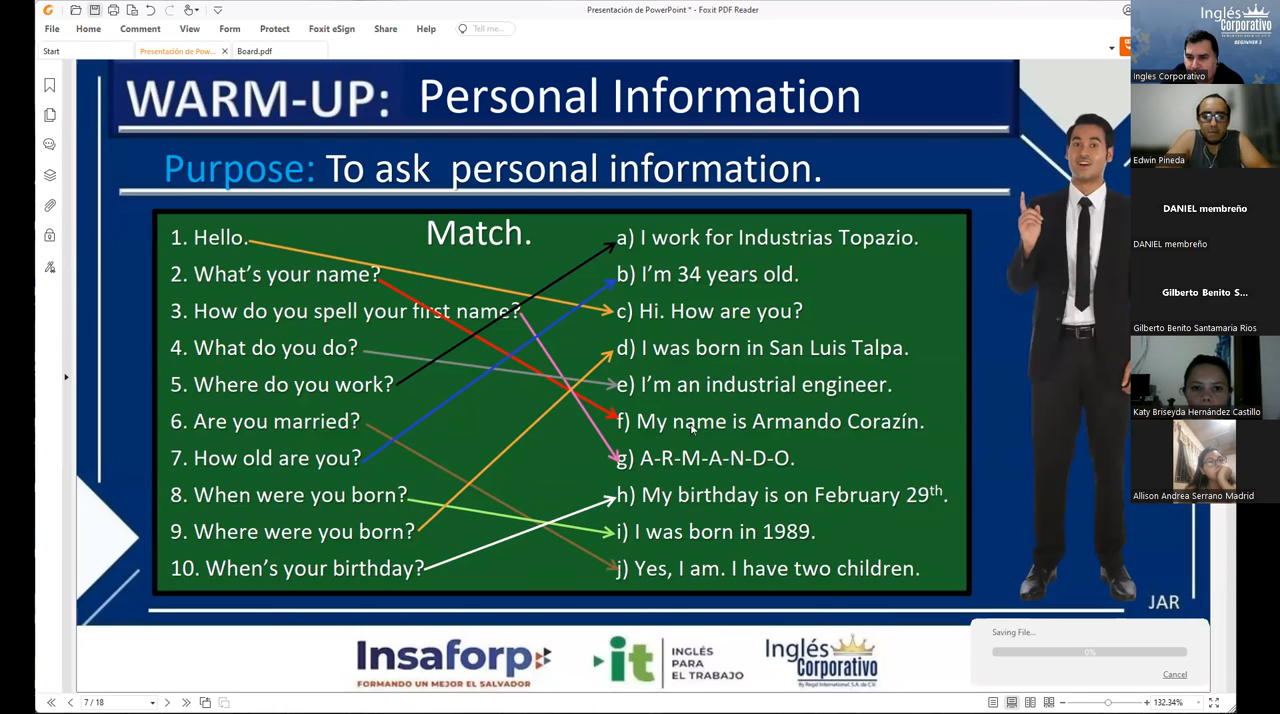 Presentación de PowerPoint * - Foxit PDF Reader
File Home Comment View Form Protect Foxit eSign Share Help Tell me...
Start Presentación de Pow... Board.pdf
WARM-UP: Personal Information
Purpose: To ask personal information.
Match.
1. Hello.
2. What's your name?
3. How do you spell your first name?
4. What do you do?
5. Where do you work?
6. Are you married?
7. How old are you?
8. When were you born?
9. Where were you born?
10. When's your birthday?
a) I work for Industrias Topazio.
b) I'm 34 years old.
c) Hi. How are you?
d) I was born in San Luis Talpa.
e) I'm an industrial engineer.
f) My name is Armando Corazín.
g) A-R-M-A-N-D-O.
h) My birthday is on February 29th.
i) I was born in 1989.
j) Yes, I am. I have two children.
JAR
Insaforp
FORMANDO UN MEJOR EL SALVADOR
it
INGLÉS
PARA
EL TRABAJO
Inglés
Corporativo
By Regal International, S.A. de C.V.
Saving File...
0%
Cancel
7 / 18
132.34%
Inglés
Corporativo
BEGINNER 2
Ingles Corporativo
Edwin Pineda
DANIEL membreño
DANIEL membreño
Gilberto Benito S...
Gilberto Benito Santamaria Rios
Katy Briseyda Hernández Castillo
Allison Andrea Serrano Madrid